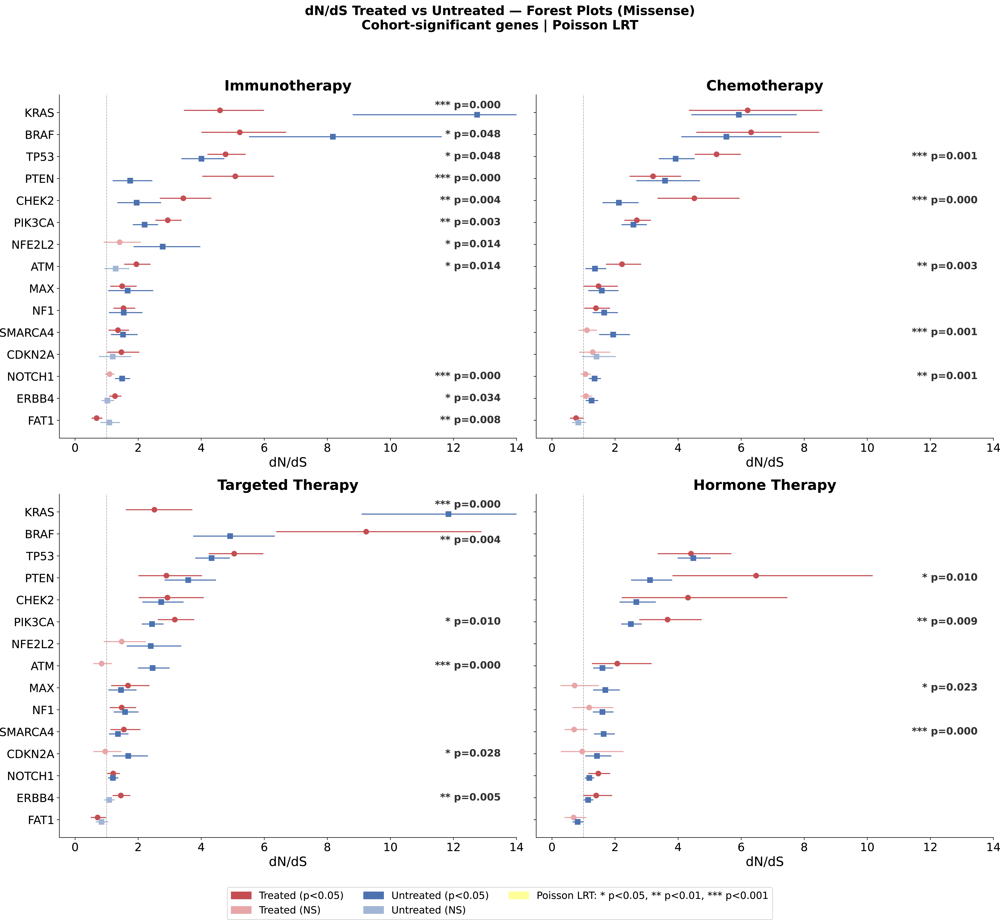 dN/dS Treated vs Untreated — Forest Plots (Missense)
Cohort-significant genes | Poisson LRT
Immunotherapy
KRAS
BRAF
TP53
PTEN
CHEK2
PIK3CA
NFE2L2
ATM
MAX
NF1
SMARCA4
CDKN2A
NOTCH1
ERBB4
FAT1
*** p=0.000
* p=0.048
* p=0.048
*** p=0.000
** p=0.004
** p=0.003
* p=0.014
* p=0.014
*** p=0.000
* p=0.034
** p=0.008
0 2 4 6 8 10 12 14
dN/dS
Chemotherapy
*** p=0.001
*** p=0.000
** p=0.003
*** p=0.001
** p=0.001
0 2 4 6 8 10 12 14
dN/dS
Targeted Therapy
KRAS
BRAF
TP53
PTEN
CHEK2
PIK3CA
NFE2L2
ATM
MAX
NF1
SMARCA4
CDKN2A
NOTCH1
ERBB4
FAT1
*** p=0.000
** p=0.004
* p=0.010
*** p=0.000
* p=0.028
** p=0.005
0 2 4 6 8 10 12 14
dN/dS
Hormone Therapy
* p=0.010
** p=0.009
* p=0.023
*** p=0.000
0 2 4 6 8 10 12 14
dN/dS
Treated (p<0.05)
Treated (NS)
Untreated (p<0.05)
Untreated (NS)
Poisson LRT: * p<0.05, ** p<0.01, *** p<0.001